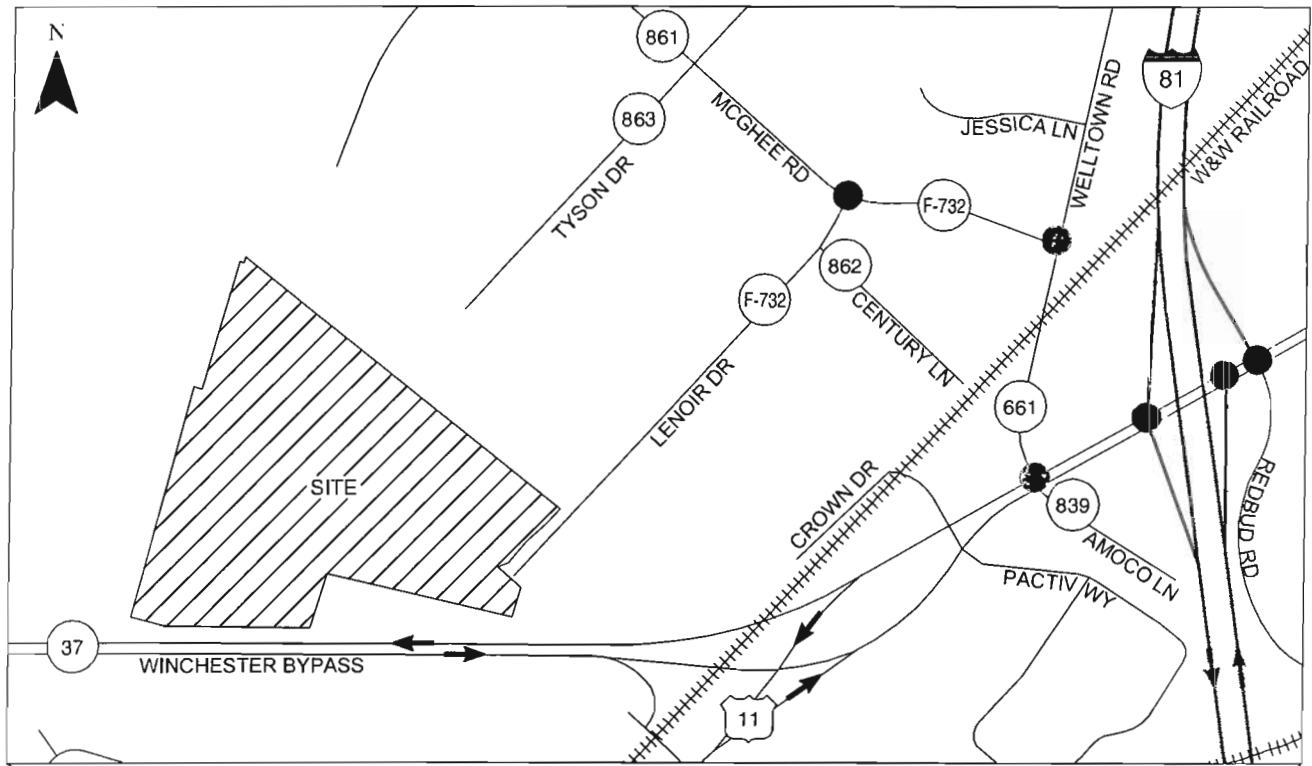 N
861
81
863
MCGHEE RD
JESSICA LN
WELLTOWN RD
W&W RAILROAD
TYSON DR
F-732
862
F-732
CENTURY LN
LENOIR DR
661
SITE
CROWN DR
839
REDBUD RD
AMOCO LN
PACTIV WY
37
WINCHESTER BYPASS
11